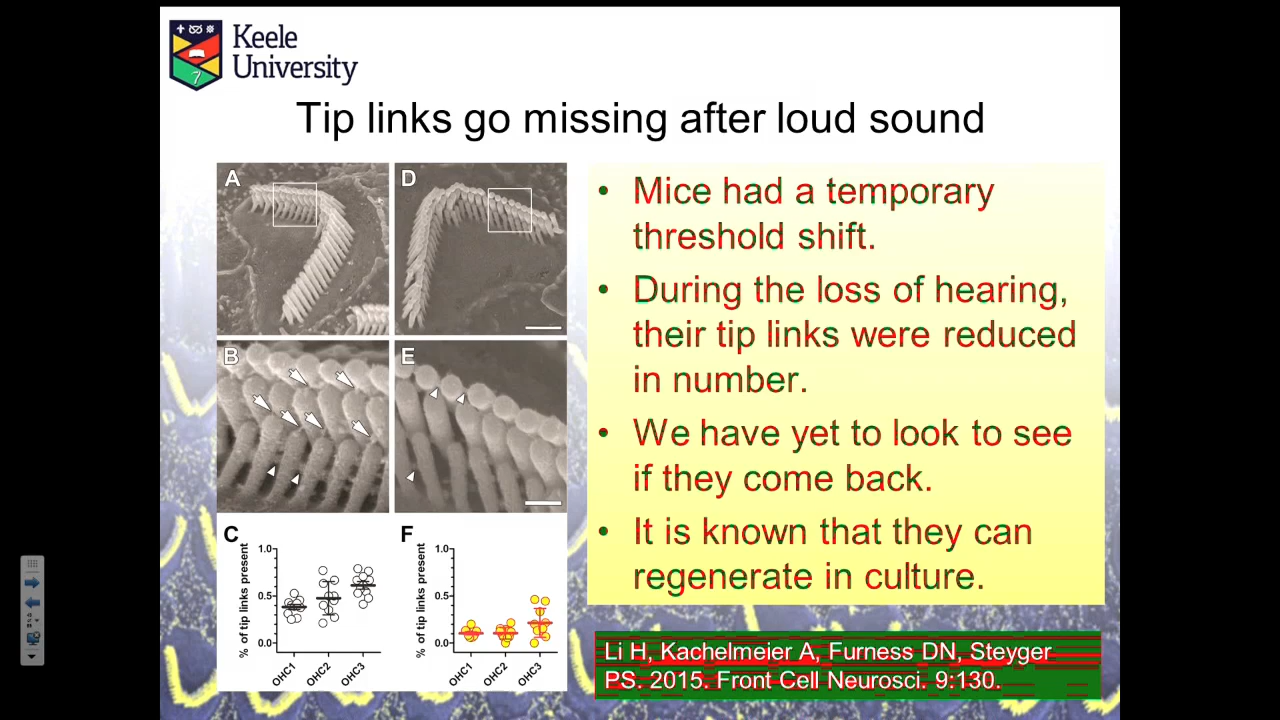 Keele
University
Tip links go missing after loud sound
A
D
B
E
C
% of tip links present
1.0
0.5
0.0
OHC1
OHC2
OHC3
F
% of tip links present
1.0
0.5
0.0
OHC1
OHC2
OHC3
• Mice had a temporary
threshold shift.
• During the loss of hearing,
their tip links were reduced
in number.
• We have yet to look to see
if they come back.
• It is known that they can
regenerate in culture.
Li H, Kachelmeier A, Furness DN, Steyger
PS. 2015. Front Cell Neurosci. 9:130.